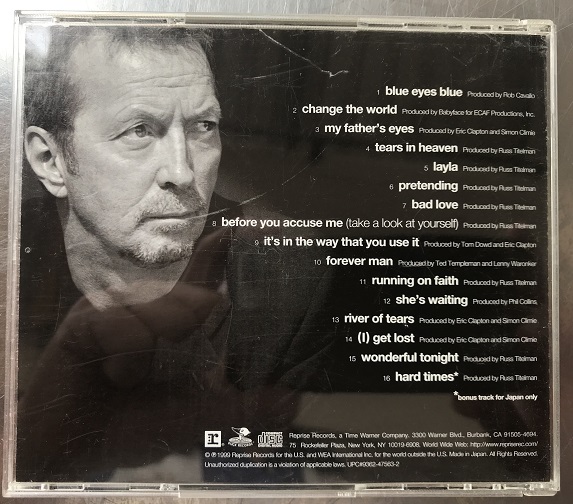 1 blue eyes blue Produced by Rob Cavallo
2 change the world Produced by Babyface for ECAF Productions, Inc.
3 my father's eyes Produced by Eric Clapton and Simon Climie
4 tears in heaven Produced by Russ Titelman
5 layla Produced by Russ Titelman
6 pretending Produced by Russ Titelman
7 bad love Produced by Russ Titelman
8 before you accuse me (take a look at yourself) Produced by Russ Titelman
9 it's in the way that you use it Produced by Tom Dowd and Eric Clapton
10 forever man Produced by Ted Templeman and Lenny Waronker
11 running on faith Produced by Russ Titelman
12 she's waiting Produced by Phil Collins
13 river of tears Produced by Eric Clapton and Simon Climie
14 (I) get lost Produced by Eric Clapton and Simon Climie
15 wonderful tonight Produced by Russ Titelman
16 hard times* Produced by Russ Titelman
*bonus track for Japan only
Reprise Records, a Time Warner Company, 3300 Warner Blvd., Burbank, CA 91505-4694.
75 Rockefeller Plaza, New York, NY 10019-6908. World Wide Web: http://www.repriserec.com/
© ℗ 1999 Reprise Records for the U.S. and WEA International Inc. for the world outside the U.S. Made in Japan. All Rights Reserved.
Unauthorized duplication is a violation of applicable laws. UPC#9362-47563-2